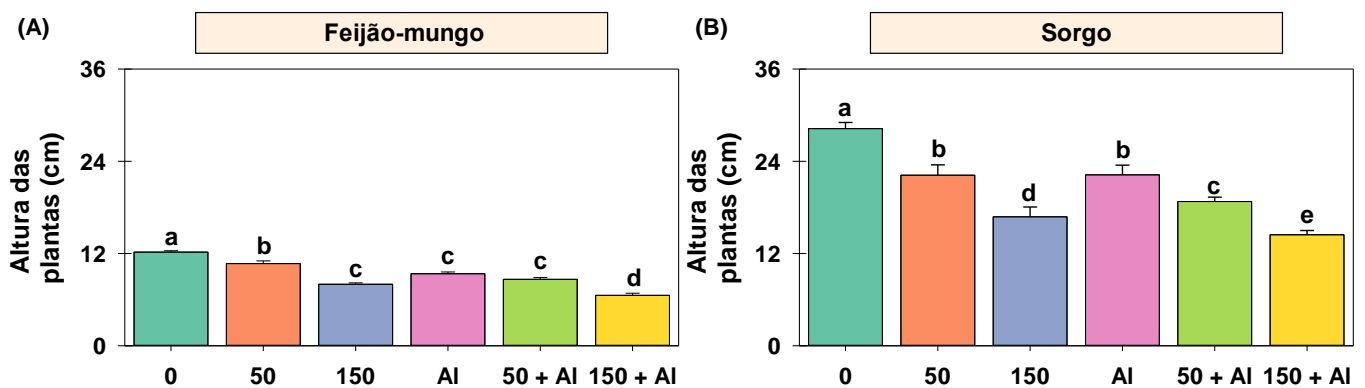 (A)
Feijão-mungo
Altura das
plantas (cm)
36
24
12
0
a
b
c
c
c
d
0 50 150 Al 50 + Al 150 + Al
(B)
Sorgo
Altura das
plantas (cm)
36
24
12
0
a
b
d
b
c
e
0 50 150 Al 50 + Al 150 + Al